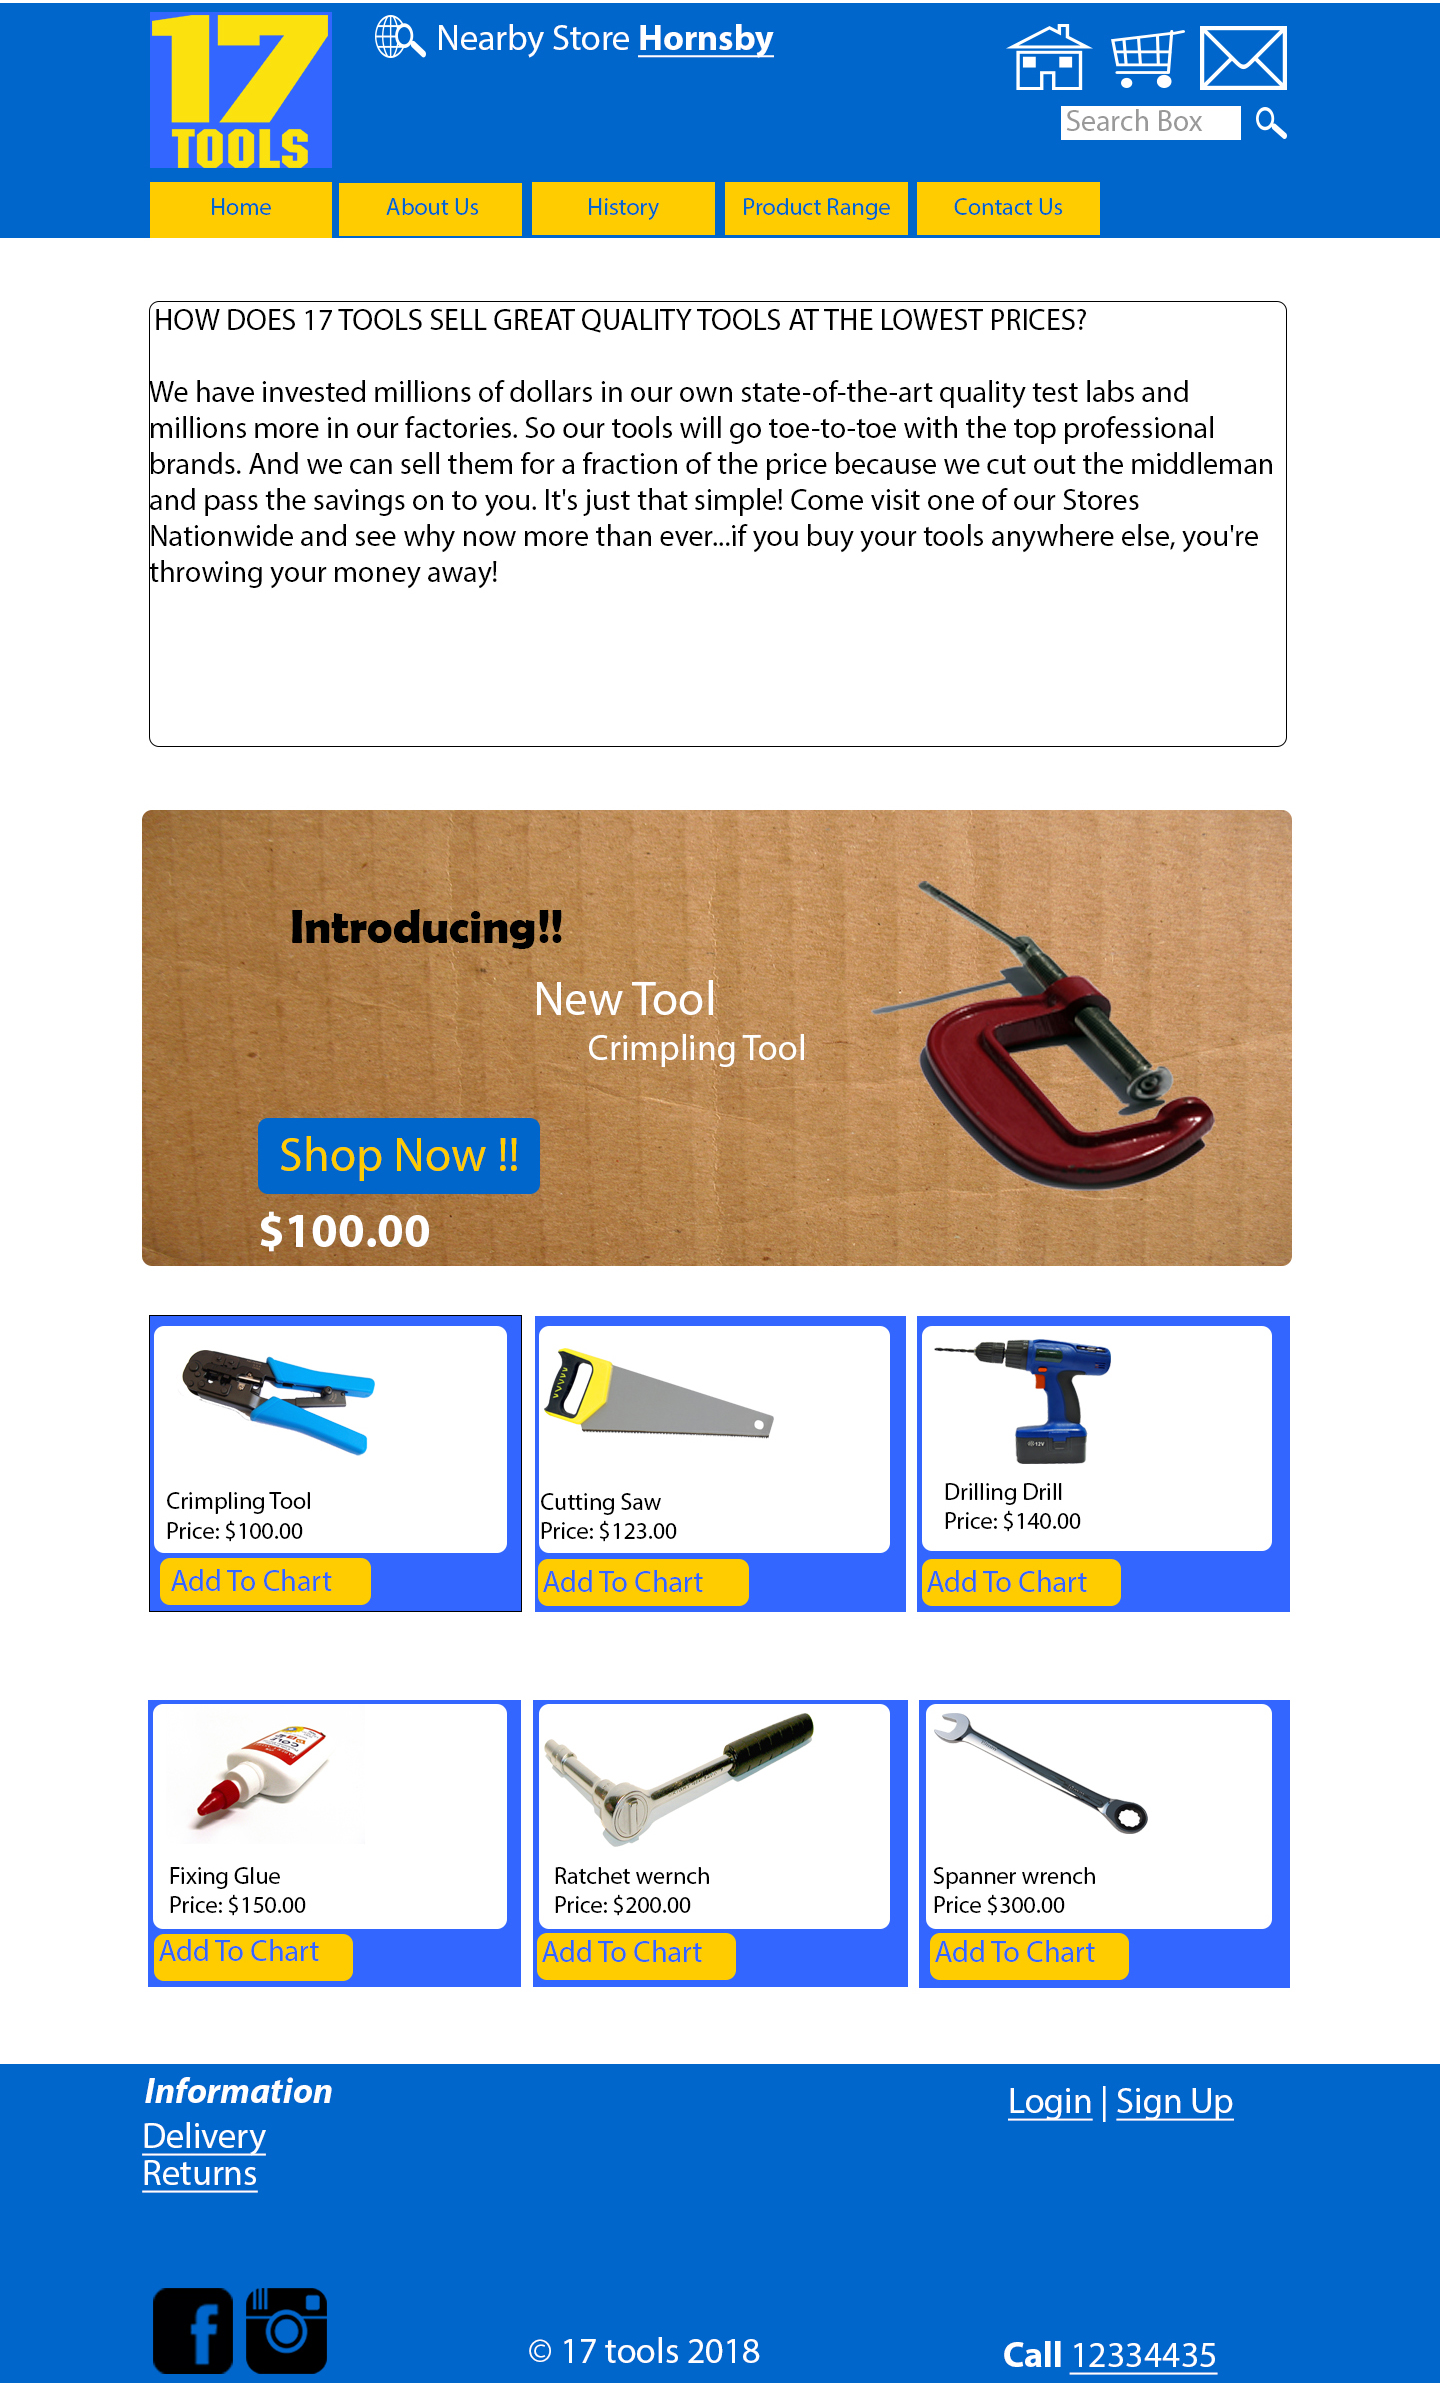 17
TOOLS
Nearby Store Hornsby
Search Box
Home
About Us
History
Product Range
Contact Us
HOW DOES 17 TOOLS SELL GREAT QUALITY TOOLS AT THE LOWEST PRICES?
We have invested millions of dollars in our own state-of-the-art quality test labs and
millions more in our factories. So our tools will go toe-to-toe with the top professional
brands. And we can sell them for a fraction of the price because we cut out the middleman
and pass the savings on to you. It's just that simple! Come visit one of our Stores
Nationwide and see why now more than ever...if you buy your tools anywhere else, you're
throwing your money away!
Introducing!!
New Tool
Crimpling Tool
Shop Now !!
$100.00
Crimpling Tool
Price: $100.00
Add To Chart
Cutting Saw
Price: $123.00
Add To Chart
12V
Drilling Drill
Price: $140.00
Add To Chart
Fixing Glue
Price: $150.00
Add To Chart
Ratchet wernch
Price: $200.00
Add To Chart
Spanner wrench
Price $300.00
Add To Chart
Information
Delivery
Returns
Login | Sign Up
f
© 17 tools 2018
Call 12334435